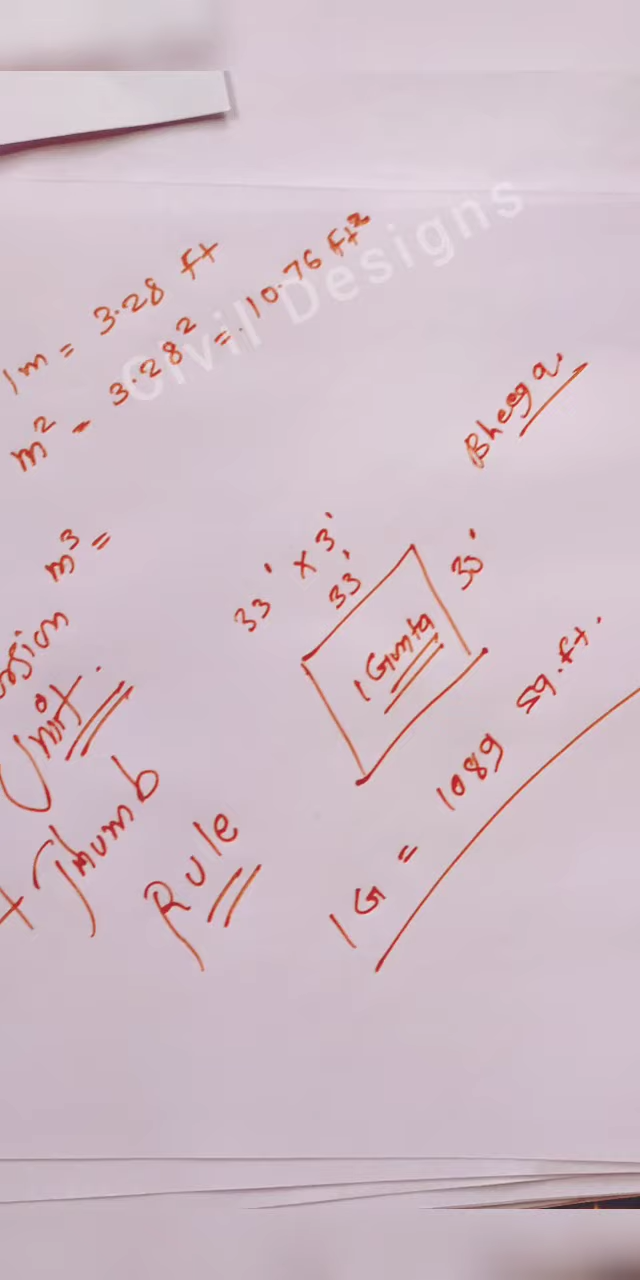 1m = 3.28 ft
m² = 3.28² = 10.76 ft²
Civil Designs
Bheega
m³ =
33' × 3'
33'
33'
1 Gunta
Unit.
+ Thumb
Rule
1G = 1089 sq.ft.